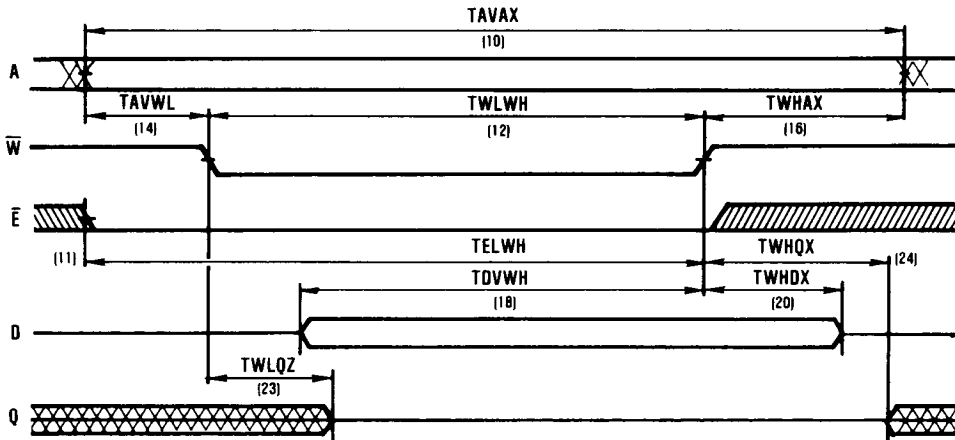 TAVAX
(10)
A
TAVWL TWLWH TWHAX
(14) (12) (16)
W̅
E̅
(11) TELWH TWHQX (24)
TDVWH TWHDX
(18) (20)
D
TWLQZ
(23)
Q